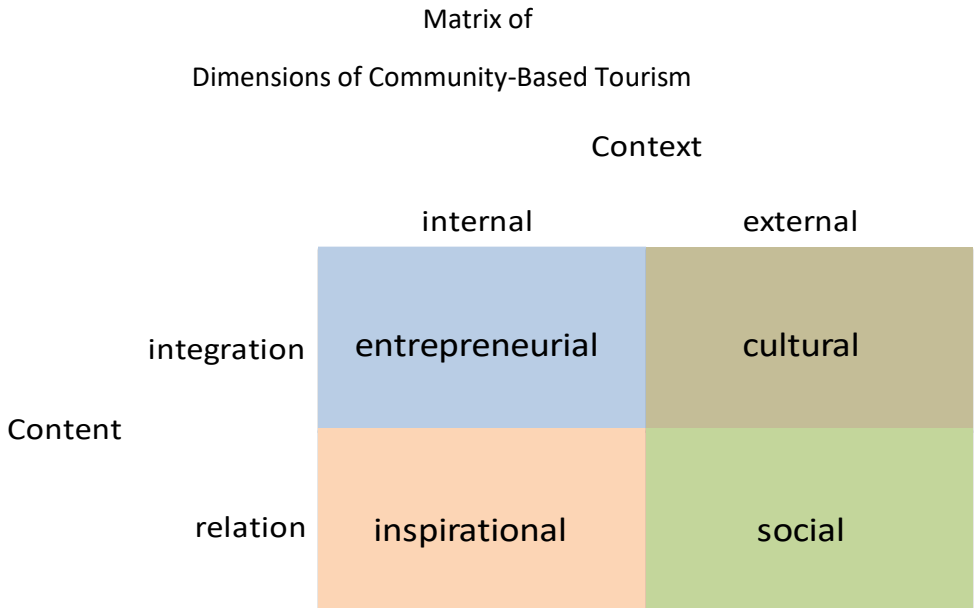 Matrix of
Dimensions of Community-Based Tourism
Context
internal external
integration entrepreneurial cultural
Content
relation inspirational social